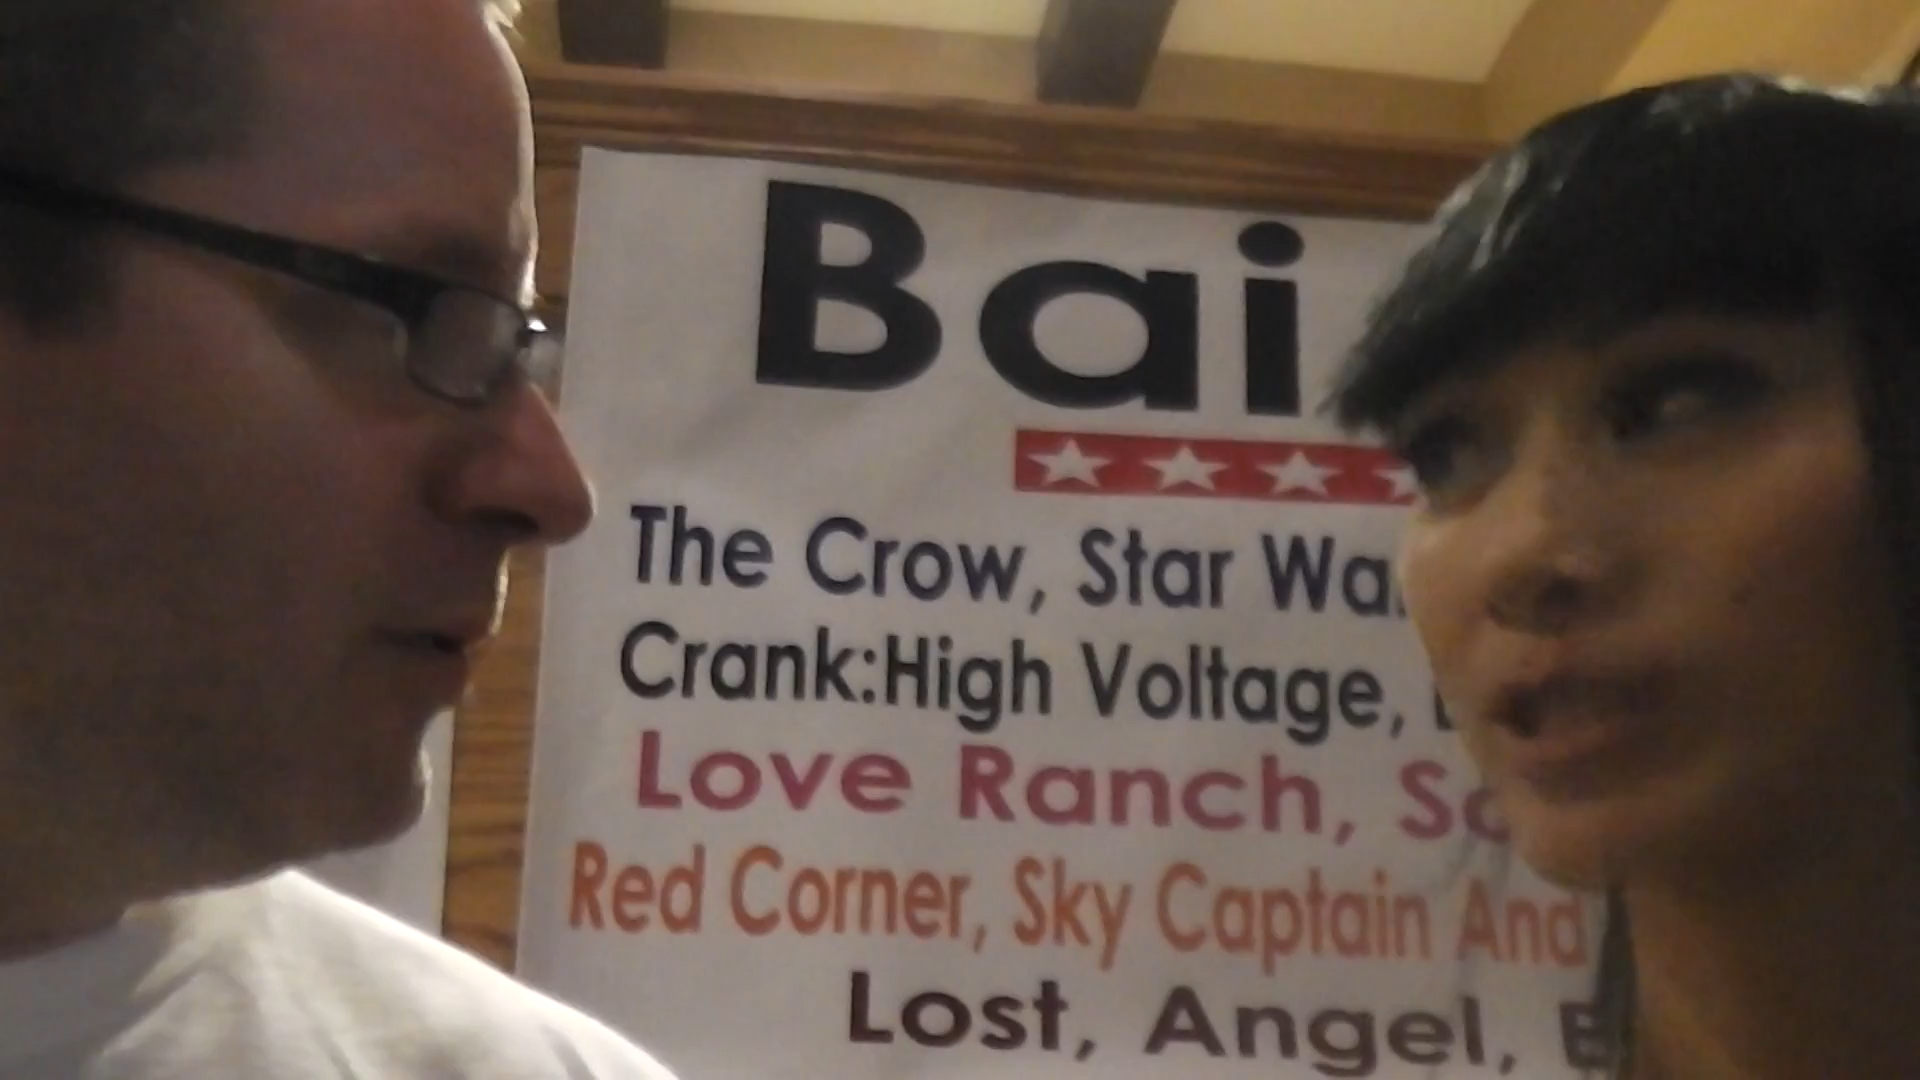 Bai
The Crow, Star Wa
Crank:High Voltage,
Love Ranch, S
Red Corner, Sky Captain And
Lost, Angel,